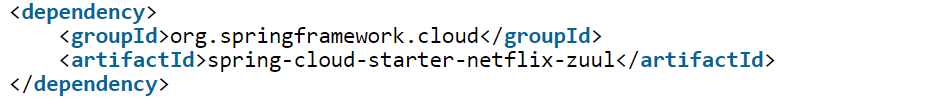 <dependency>
    <groupId>org.springframework.cloud</groupId>
    <artifactId>spring-cloud-starter-netflix-zuul</artifactId>
</dependency>